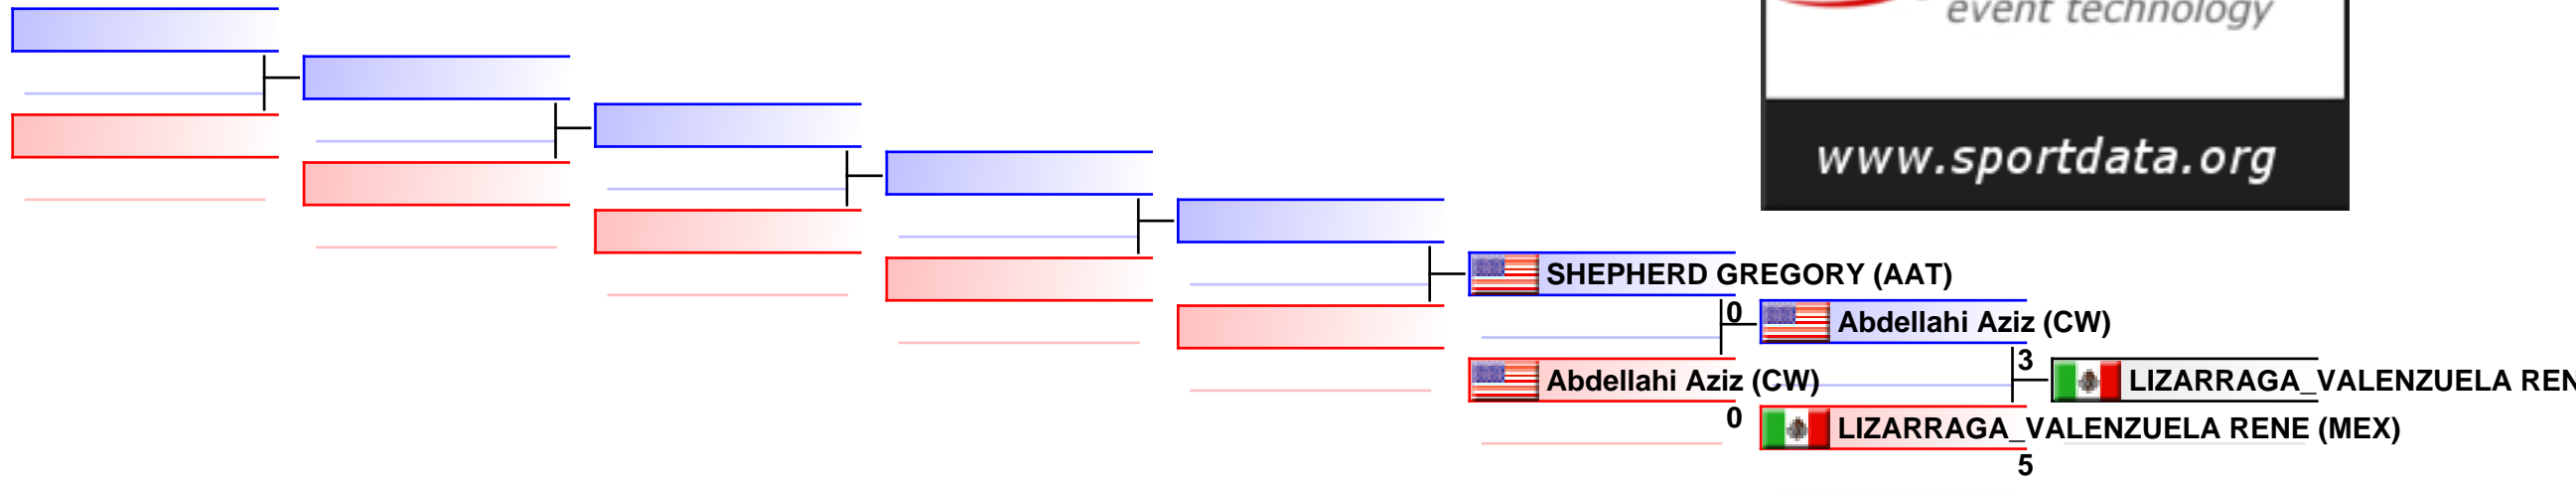 event technology
www.sportdata.org
SHEPHERD GREGORY (AAT)
0
Abdellahi Aziz (CW)
3
Abdellahi Aziz (CW)
LIZARRAGA_VALENZUELA REN
0
LIZARRAGA_VALENZUELA RENE (MEX)
5